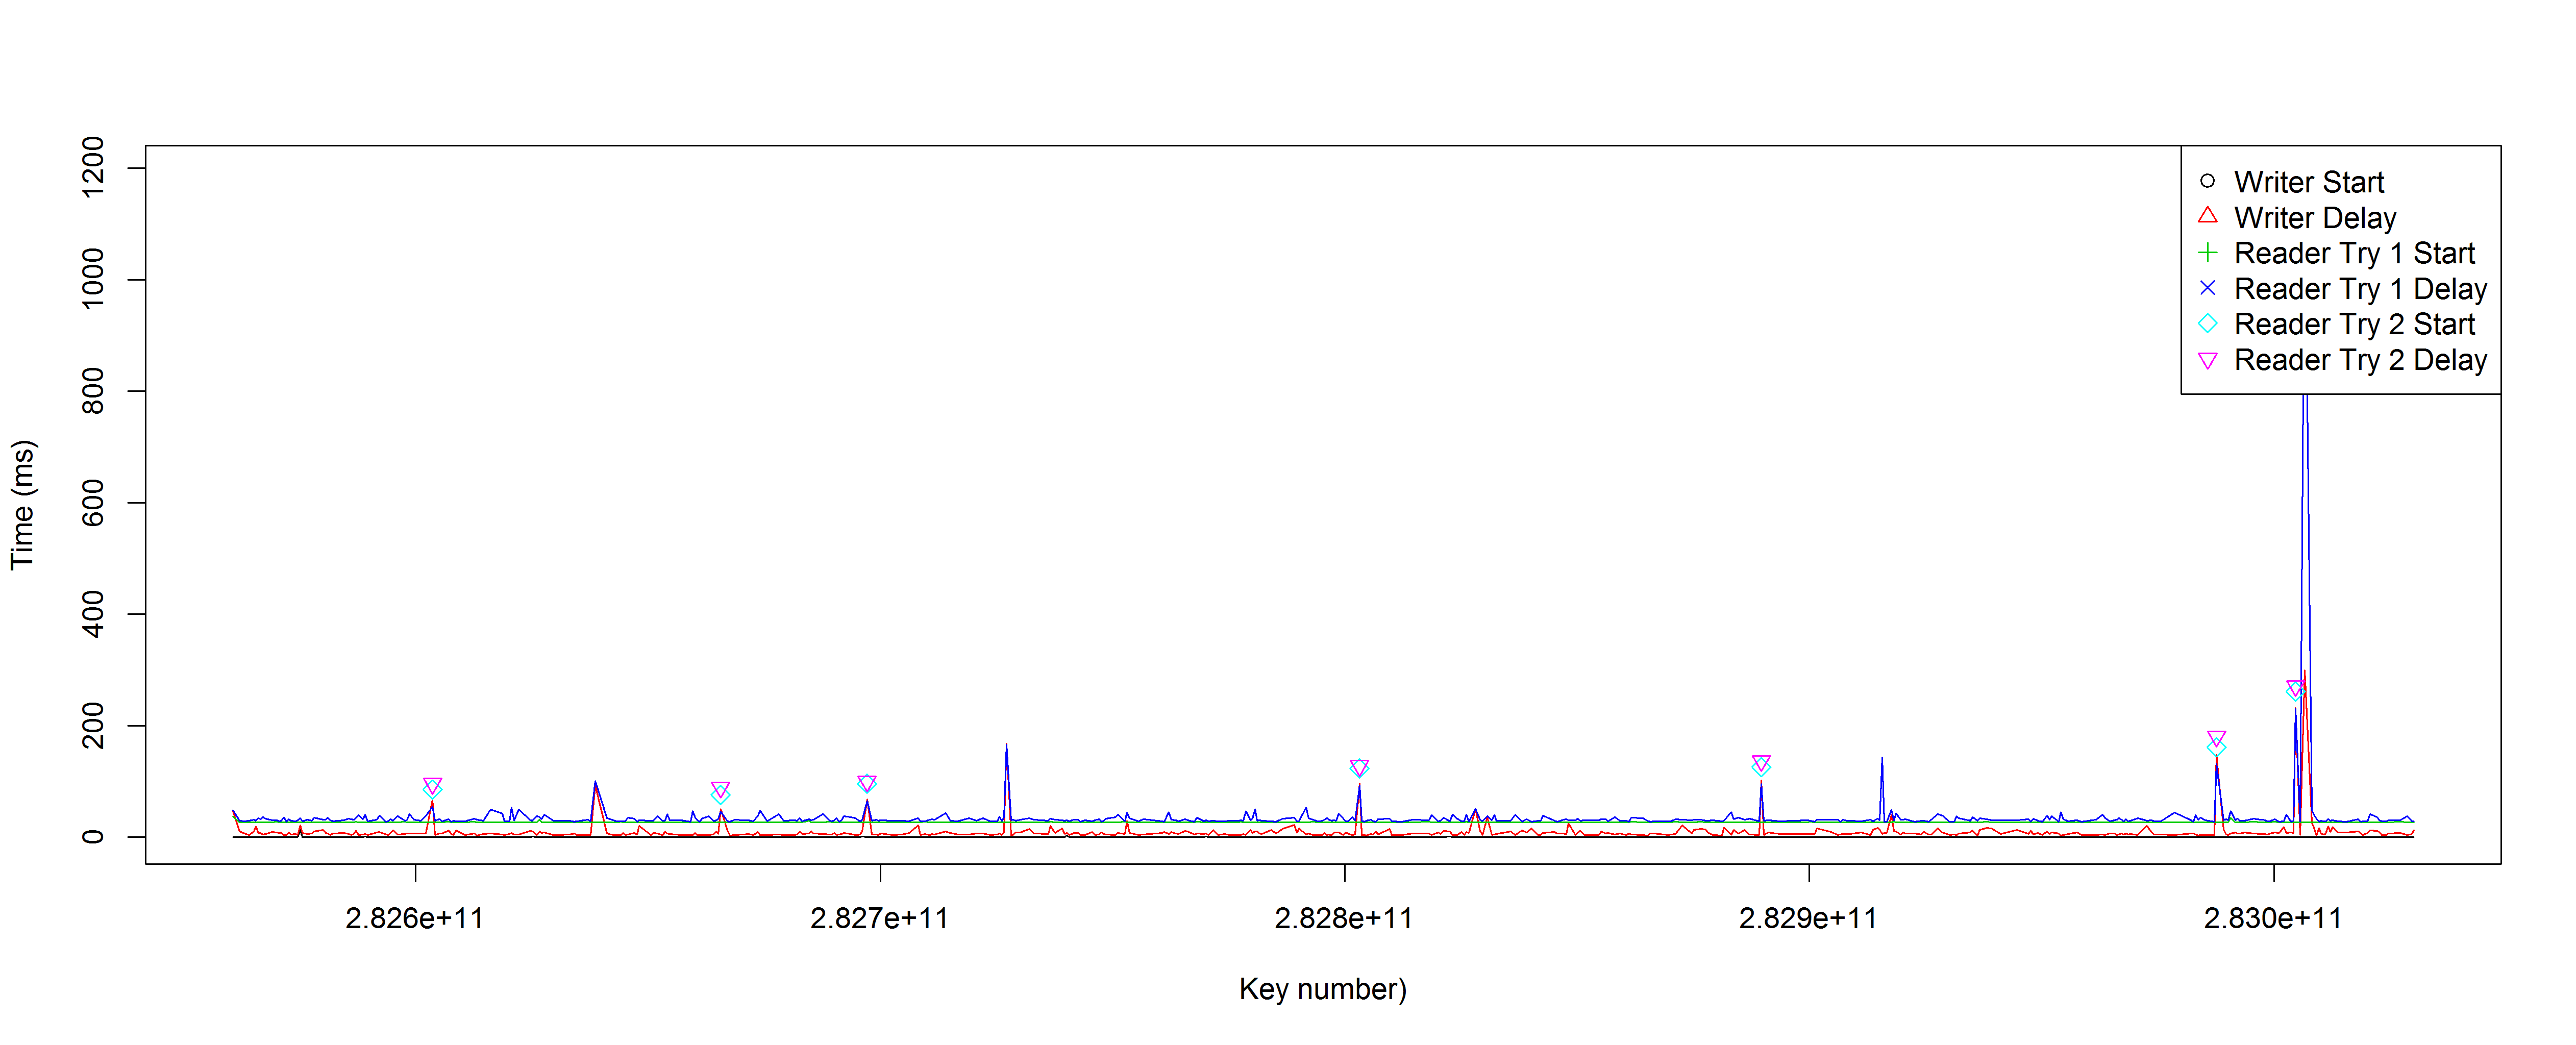 1200
1000
800
600
400
200
0
Time (ms)
Writer Start
Writer Delay
Reader Try 1 Start
Reader Try 1 Delay
Reader Try 2 Start
Reader Try 2 Delay
2.826e+11 2.827e+11 2.828e+11 2.829e+11 2.830e+11
Key number)